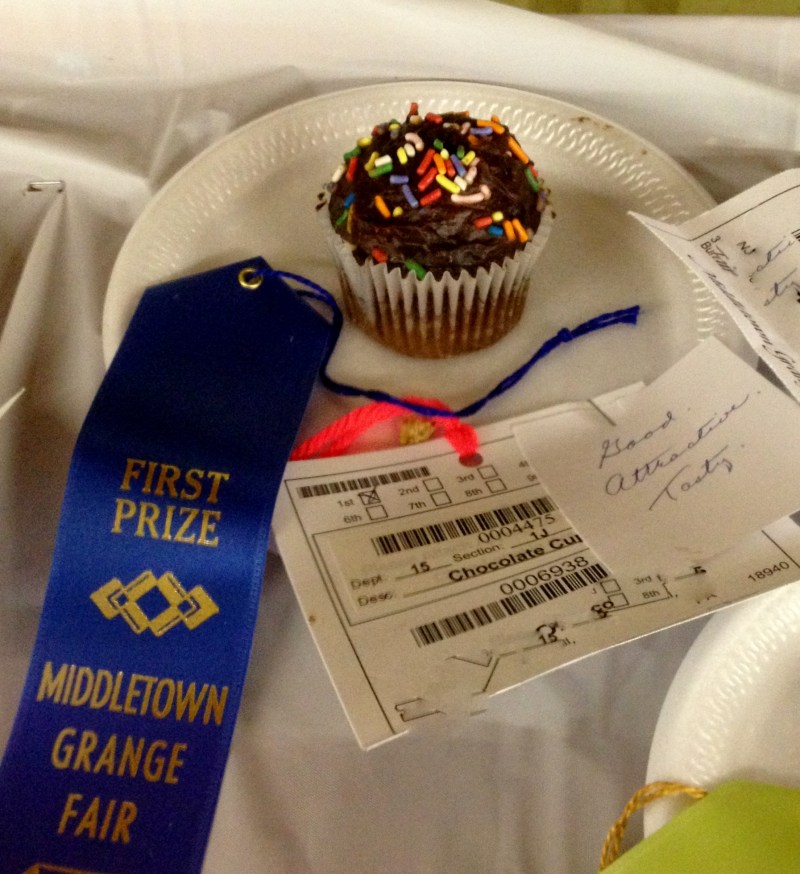 FIRST
PRIZE
MIDDLETOWN
GRANGE
FAIR
Good.
Attractive.
Tasty.
1st 2nd 3rd
6th 7th 8th
0004475
Dept: 15 Section: 1J
Desc: Chocolate Cu
0006938
3rd
8th
18940